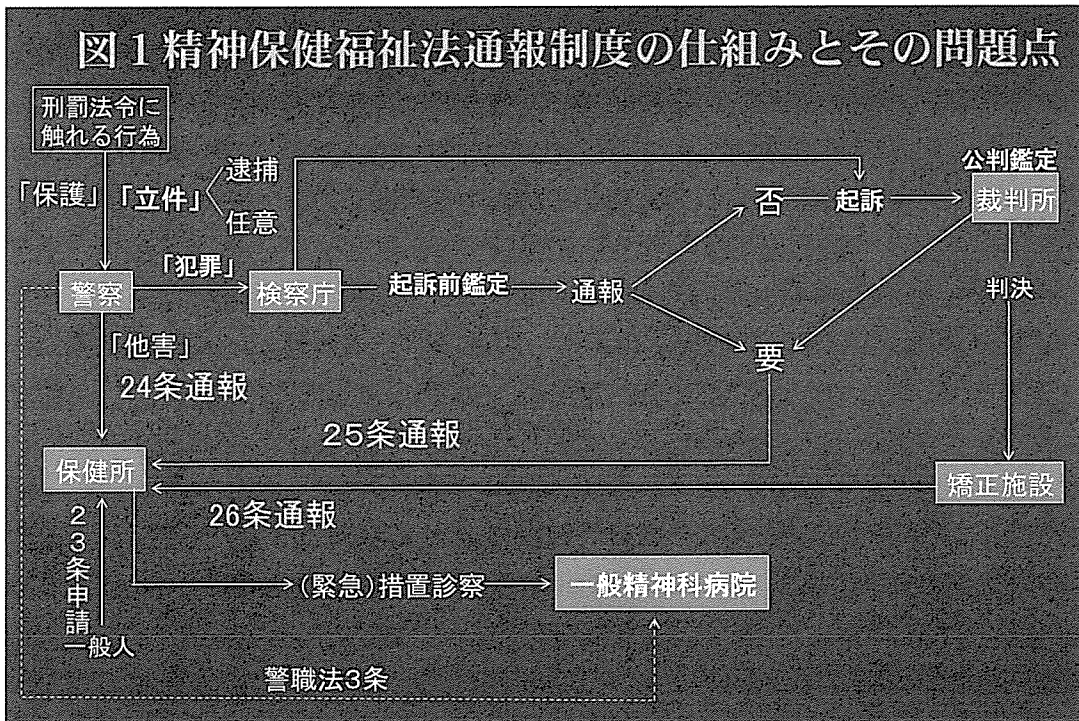 図1精神保健福祉法通報制度の仕組みとその問題点
刑罰法令に
触れる行為
「保護」
「立件」
逮捕
任意
公判鑑定
否
起訴
裁判所
「犯罪」
警察
検察庁
起訴前鑑定
通報
判決
要
「他害」
24条通報
25条通報
保健所
矯正施設
26条通報
23条申請
(緊急)措置診察
一般精神科病院
一般人
警職法3条